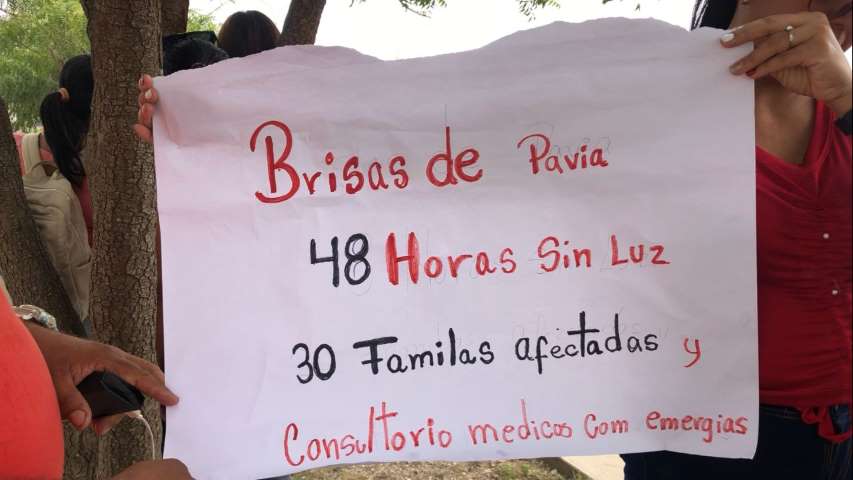 Brisas de Pavia
48 Horas Sin Luz
30 Familas afectadas y
Consultorio medicos Com emergias